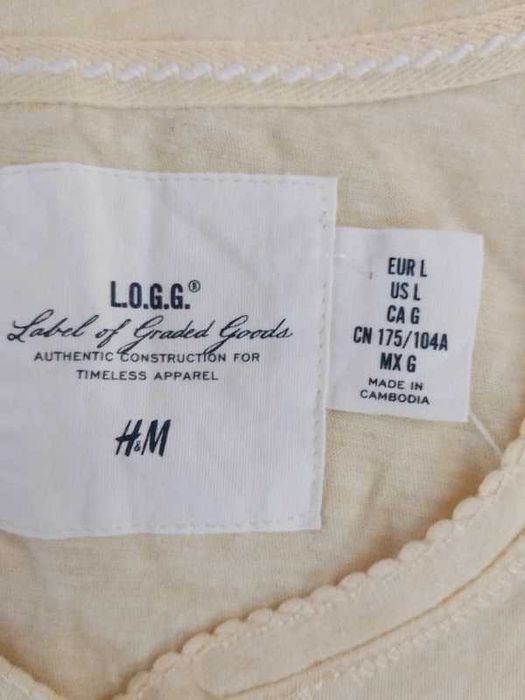 L.O.G.G.®
Label of Graded Goods
AUTHENTIC CONSTRUCTION FOR
TIMELESS APPAREL
H&M
EUR L
US L
CA G
CN 175/104A
MX G
MADE IN
CAMBODIA